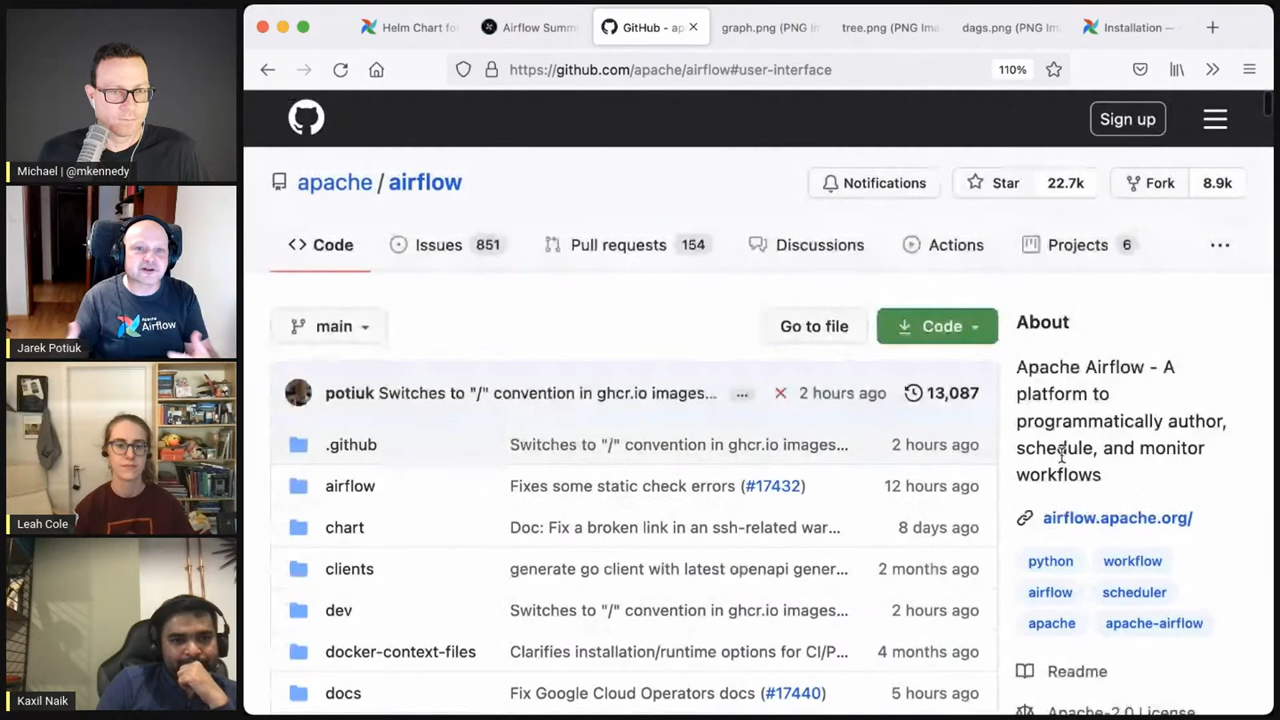 Michael | @mkennedy
Apache
Airflow
Jarek Potiuk
Leah Cole
Kaxil Naik
Helm Chart fo
Airflow Summ
GitHub - ap
graph.png (PNG Im
tree.png (PNG Ima
dags.png (PNG Im
Installation —
https://github.com/apache/airflow#user-interface
110%
Sign up
apache / airflow
Notifications
Star 22.7k
Fork 8.9k
Code
Issues 851
Pull requests 154
Discussions
Actions
Projects 6
main
Go to file
Code
potiuk Switches to "/" convention in ghcr.io images... 2 hours ago 13,087
.github Switches to "/" convention in ghcr.io images... 2 hours ago
airflow Fixes some static check errors (#17432) 12 hours ago
chart Doc: Fix a broken link in an ssh-related war... 8 days ago
clients generate go client with latest openapi gener... 2 months ago
dev Switches to "/" convention in ghcr.io images... 2 hours ago
docker-context-files Clarifies installation/runtime options for CI/P... 4 months ago
docs Fix Google Cloud Operators docs (#17440) 5 hours ago
About
Apache Airflow - A
platform to
programmatically author,
schedule, and monitor
workflows
airflow.apache.org/
python workflow
airflow scheduler
apache apache-airflow
Readme
Apache-2.0 License